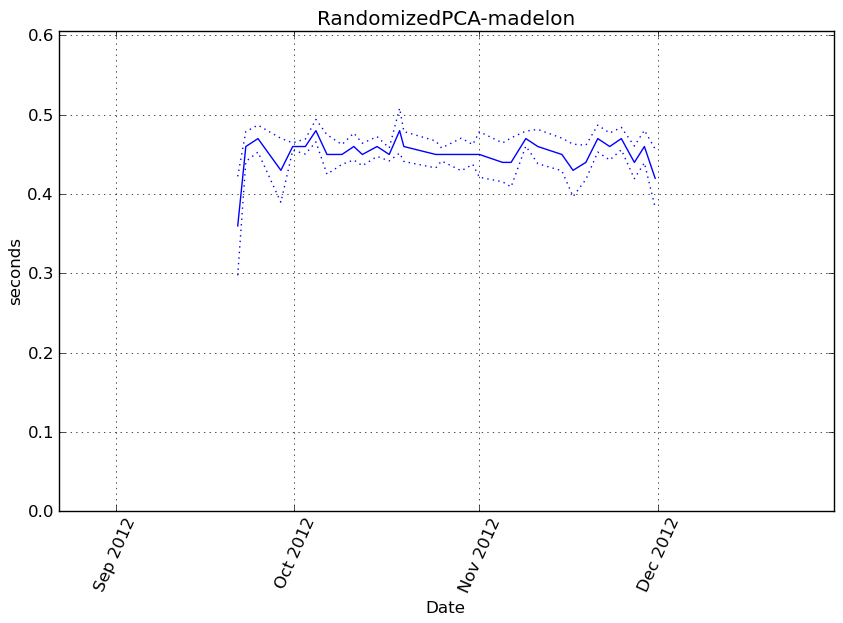 RandomizedPCA-madelon
0.6
0.5
0.4
0.3
0.2
0.1
0.0
seconds
Sep 2012
Oct 2012
Nov 2012
Dec 2012
Date